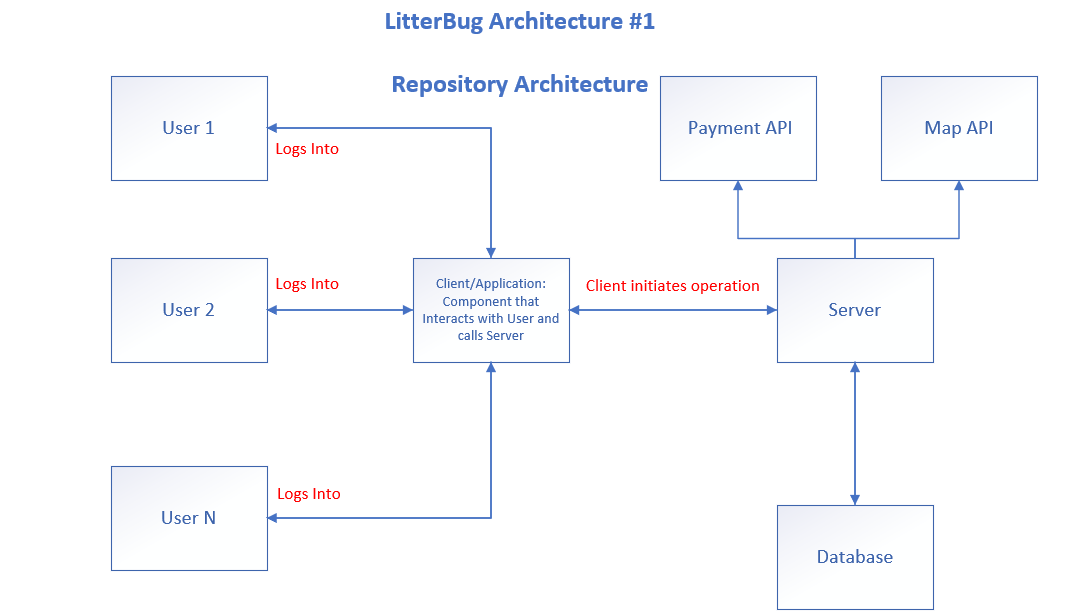 LitterBug Architecture #1
Repository Architecture
User 1
Logs Into
Payment API
Map API
User 2
Logs Into
Client/Application:
Component that
Interacts with User and
calls Server
Client initiates operation
Server
User N
Logs Into
Database